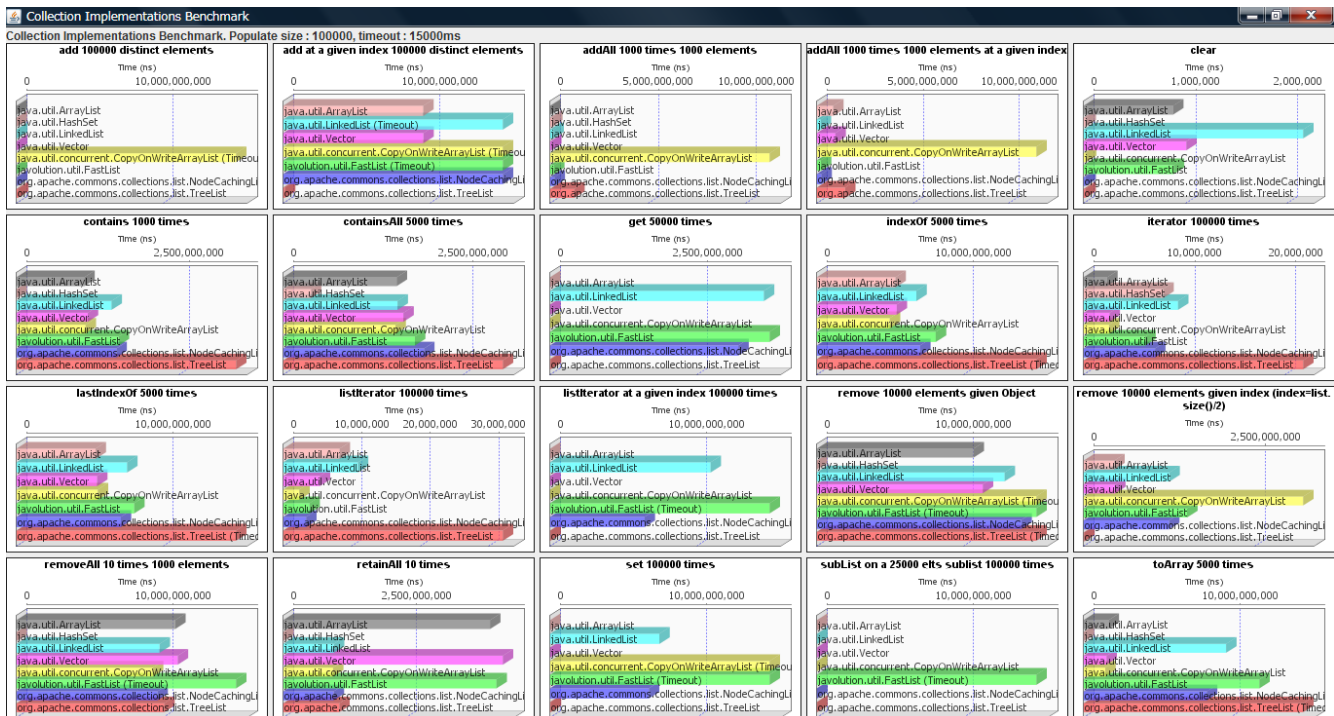 Collection Implementations Benchmark
Collection Implementations Benchmark. Populate size : 100000, timeout : 15000ms
add 100000 distinct elements
Time (ns)
0 10,000,000,000
java.util.ArrayList
java.util.HashSet
java.util.LinkedList
java.util.Vector
java.util.concurrent.CopyOnWriteArrayList (Timeou
javolution.util.FastList
org.apache.commons.collections.list.NodeCachingLi
org.apache.commons.collections.list.TreeList
add at a given index 100000 distinct elements
Time (ns)
0 10,000,000,000
java.util.ArrayList
java.util.LinkedList (Timeout)
java.util.Vector
java.util.concurrent.CopyOnWriteArrayList (Timeou
javolution.util.FastList (Timeout)
org.apache.commons.collections.list.NodeCachingLi
org.apache.commons.collections.list.TreeList
addAll 1000 times 1000 elements
Time (ns)
0 5,000,000,000 10,000,000,000
java.util.ArrayList
java.util.HashSet
java.util.LinkedList
java.util.Vector
java.util.concurrent.CopyOnWriteArrayList
javolution.util.FastList
org.apache.commons.collections.list.NodeCachingLi
org.apache.commons.collections.list.TreeList
addAll 1000 times 1000 elements at a given index
Time (ns)
0 5,000,000,000 10,000,000,000
java.util.ArrayList
java.util.LinkedList
java.util.Vector
java.util.concurrent.CopyOnWriteArrayList
javolution.util.FastList
org.apache.commons.collections.list.NodeCachingLi
org.apache.commons.collections.list.TreeList
clear
Time (ns)
0 1,000,000 2,000,000
java.util.ArrayList
java.util.HashSet
java.util.LinkedList
java.util.Vector
java.util.concurrent.CopyOnWriteArrayList
javolution.util.FastList
org.apache.commons.collections.list.NodeCachingLi
org.apache.commons.collections.list.TreeList
contains 1000 times
Time (ns)
0 2,500,000,000
java.util.ArrayList
java.util.HashSet
java.util.LinkedList
java.util.Vector
java.util.concurrent.CopyOnWriteArrayList
javolution.util.FastList
org.apache.commons.collections.list.NodeCachingLi
org.apache.commons.collections.list.TreeList
containsAll 5000 times
Time (ns)
0 2,500,000,000
java.util.ArrayList
java.util.HashSet
java.util.LinkedList
java.util.Vector
java.util.concurrent.CopyOnWriteArrayList
javolution.util.FastList
org.apache.commons.collections.list.NodeCachingLi
org.apache.commons.collections.list.TreeList
get 50000 times
Time (ns)
0 2,500,000,000
java.util.ArrayList
java.util.LinkedList
java.util.Vector
java.util.concurrent.CopyOnWriteArrayList
javolution.util.FastList
org.apache.commons.collections.list.NodeCachingLi
org.apache.commons.collections.list.TreeList
indexOf 5000 times
Time (ns)
0 10,000,000,000
java.util.ArrayList
java.util.LinkedList
java.util.Vector
java.util.concurrent.CopyOnWriteArrayList
javolution.util.FastList
org.apache.commons.collections.list.NodeCachingLi
org.apache.commons.collections.list.TreeList (Timec
iterator 100000 times
Time (ns)
0 10,000,000 20,000,000
java.util.ArrayList
java.util.HashSet
java.util.LinkedList
java.util.Vector
java.util.concurrent.CopyOnWriteArrayList
javolution.util.FastList
org.apache.commons.collections.list.NodeCachingLi
org.apache.commons.collections.list.TreeList
lastIndexOf 5000 times
Time (ns)
0 10,000,000,000
java.util.ArrayList
java.util.LinkedList
java.util.Vector
java.util.concurrent.CopyOnWriteArrayList
javolution.util.FastList
org.apache.commons.collections.list.NodeCachingLi
org.apache.commons.collections.list.TreeList (Timec
listIterator 100000 times
Time (ns)
0 10,000,000 20,000,000 30,000,000
java.util.ArrayList
java.util.LinkedList
java.util.Vector
java.util.concurrent.CopyOnWriteArrayList
javolution.util.FastList
org.apache.commons.collections.list.NodeCachingLi
org.apache.commons.collections.list.TreeList
listIterator at a given index 100000 times
Time (ns)
0 10,000,000,000
java.util.ArrayList
java.util.LinkedList
java.util.Vector
java.util.concurrent.CopyOnWriteArrayList
javolution.util.FastList (Timeout)
org.apache.commons.collections.list.NodeCachingLi
org.apache.commons.collections.list.TreeList
remove 10000 elements given Object
Time (ns)
0 10,000,000,000
java.util.ArrayList
java.util.HashSet
java.util.LinkedList
java.util.Vector
java.util.concurrent.CopyOnWriteArrayList (Timeou
javolution.util.FastList (Timeout)
org.apache.commons.collections.list.NodeCachingLi
org.apache.commons.collections.list.TreeList (Timec
remove 10000 elements given index (index=list.
size()/2)
Time (ns)
0 2,500,000,000
java.util.ArrayList
java.util.LinkedList
java.util.Vector
java.util.concurrent.CopyOnWriteArrayList
javolution.util.FastList
org.apache.commons.collections.list.NodeCachingLi
org.apache.commons.collections.list.TreeList
removeAll 10 times 1000 elements
Time (ns)
0 10,000,000,000
java.util.ArrayList
java.util.HashSet
java.util.LinkedList
java.util.Vector
java.util.concurrent.CopyOnWriteArrayList
javolution.util.FastList (Timeout)
org.apache.commons.collections.list.NodeCachingLi
org.apache.commons.collections.list.TreeList
retainAll 10 times
Time (ns)
0 2,500,000,000
java.util.ArrayList
java.util.HashSet
java.util.LinkedList
java.util.Vector
java.util.concurrent.CopyOnWriteArrayList
javolution.util.FastList
org.apache.commons.collections.list.NodeCachingLi
org.apache.commons.collections.list.TreeList
set 100000 times
Time (ns)
0 10,000,000,000
java.util.ArrayList
java.util.LinkedList
java.util.Vector
java.util.concurrent.CopyOnWriteArrayList (Timeou
javolution.util.FastList (Timeout)
org.apache.commons.collections.list.NodeCachingLi
org.apache.commons.collections.list.TreeList
subList on a 25000 elts sublist 100000 times
Time (ns)
0 10,000,000,000
java.util.ArrayList
java.util.LinkedList
java.util.Vector
java.util.concurrent.CopyOnWriteArrayList
javolution.util.FastList (Timeout)
org.apache.commons.collections.list.NodeCachingLi
org.apache.commons.collections.list.TreeList
toArray 5000 times
Time (ns)
0 10,000,000,000
java.util.ArrayList
java.util.HashSet
java.util.LinkedList
java.util.Vector
java.util.concurrent.CopyOnWriteArrayList
javolution.util.FastList
org.apache.commons.collections.list.NodeCachingLi
org.apache.commons.collections.list.TreeList (Timec